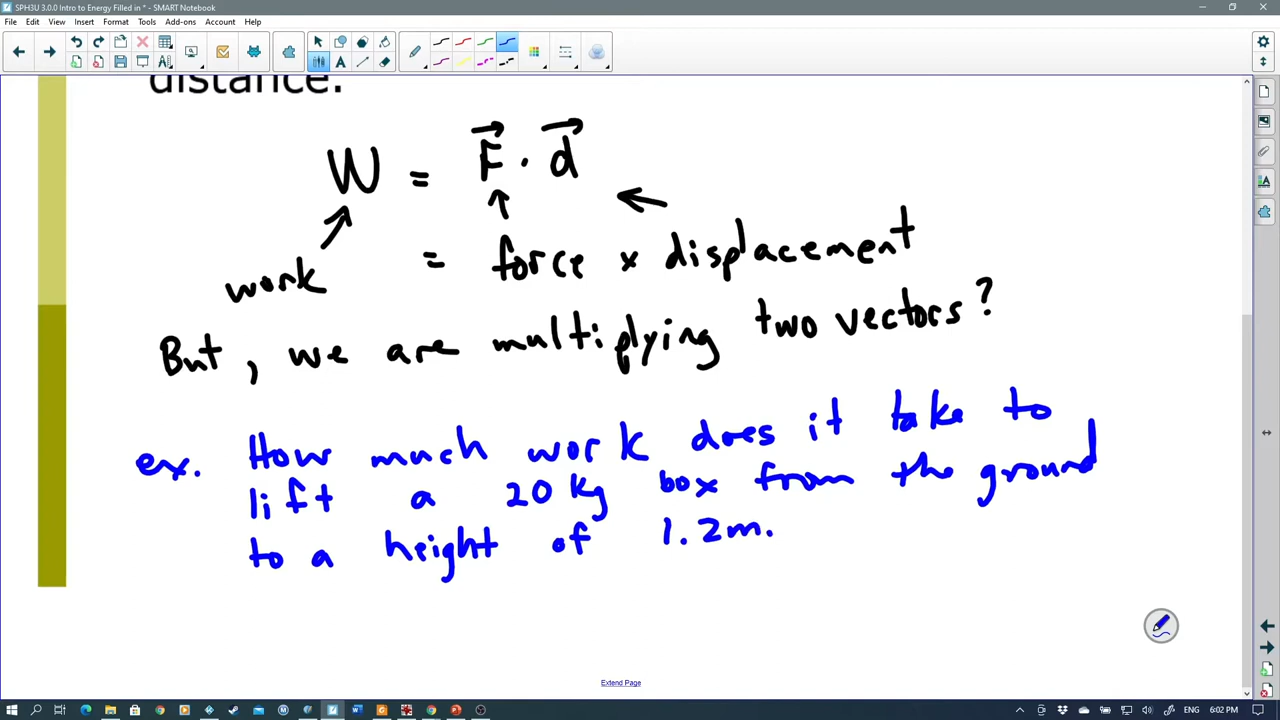 SPH3U 3.0.0 Intro to Energy Filled in * - SMART Notebook
File Edit View Insert Format Tools Add-ons Account Help
distance.
W = F · d
= force x displacement
work
But, we are multiplying two vectors?
ex. How much work does it take to
lift a 20 kg box from the ground
to a height of 1.2m.
Extend Page
6:02 PM